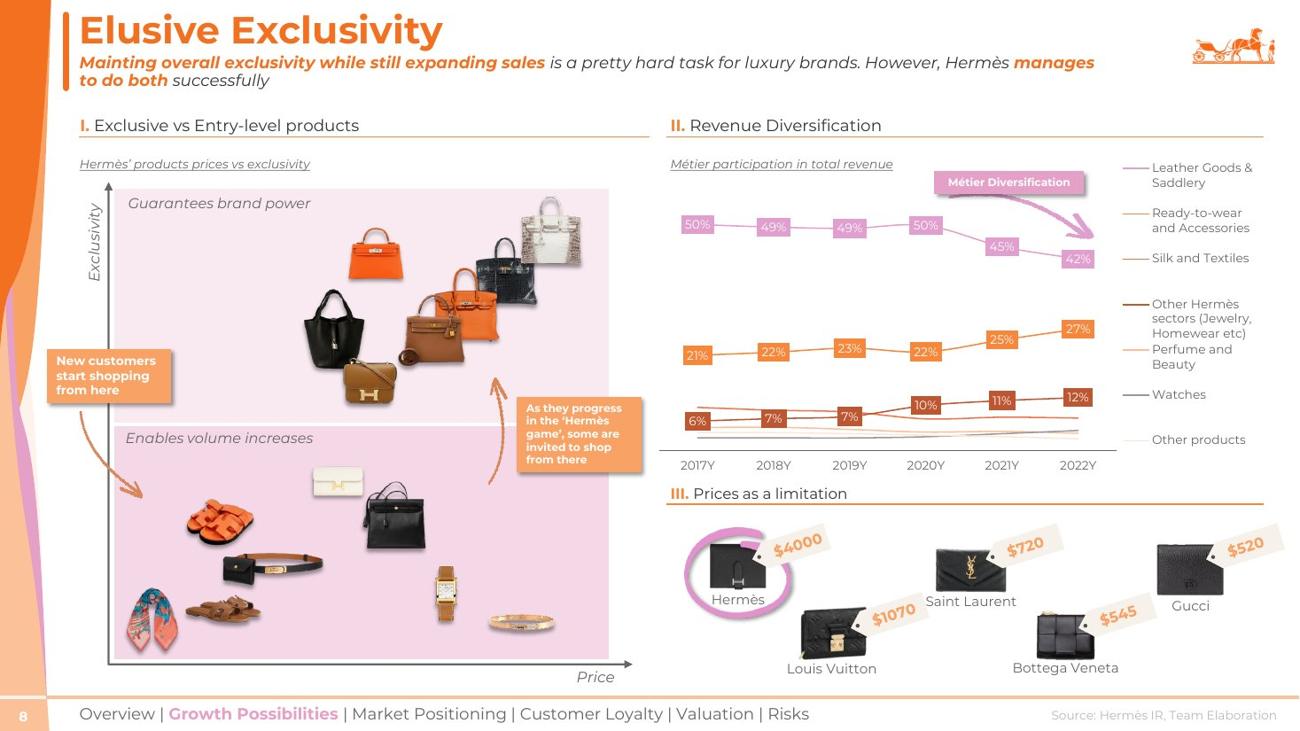 Elusive Exclusivity
Mainting overall exclusivity while still expanding sales is a pretty hard task for luxury brands. However, Hermès manages
to do both successfully
I. Exclusive vs Entry-level products
Hermès' products prices vs exclusivity
Exclusivity
Guarantees brand power
New customers
start shopping
from here
As they progress
in the 'Hermès
game', some are
invited to shop
from there
Enables volume increases
Price
II. Revenue Diversification
Métier participation in total revenue
Métier Diversification
50% 49% 49% 50% 45% 42%
21% 22% 23% 22% 25% 27%
6% 7% 7% 10% 11% 12%
2017Y 2018Y 2019Y 2020Y 2021Y 2022Y
Leather Goods &
Saddlery
Ready-to-wear
and Accessories
Silk and Textiles
Other Hermès
sectors (Jewelry,
Homewear etc)
Perfume and
Beauty
Watches
Other products
III. Prices as a limitation
$4000
Hermès
$1070
Louis Vuitton
$720
Saint Laurent
$545
Bottega Veneta
$520
Gucci
8
Overview | Growth Possibilities | Market Positioning | Customer Loyalty | Valuation | Risks
Source: Hermès IR, Team Elaboration